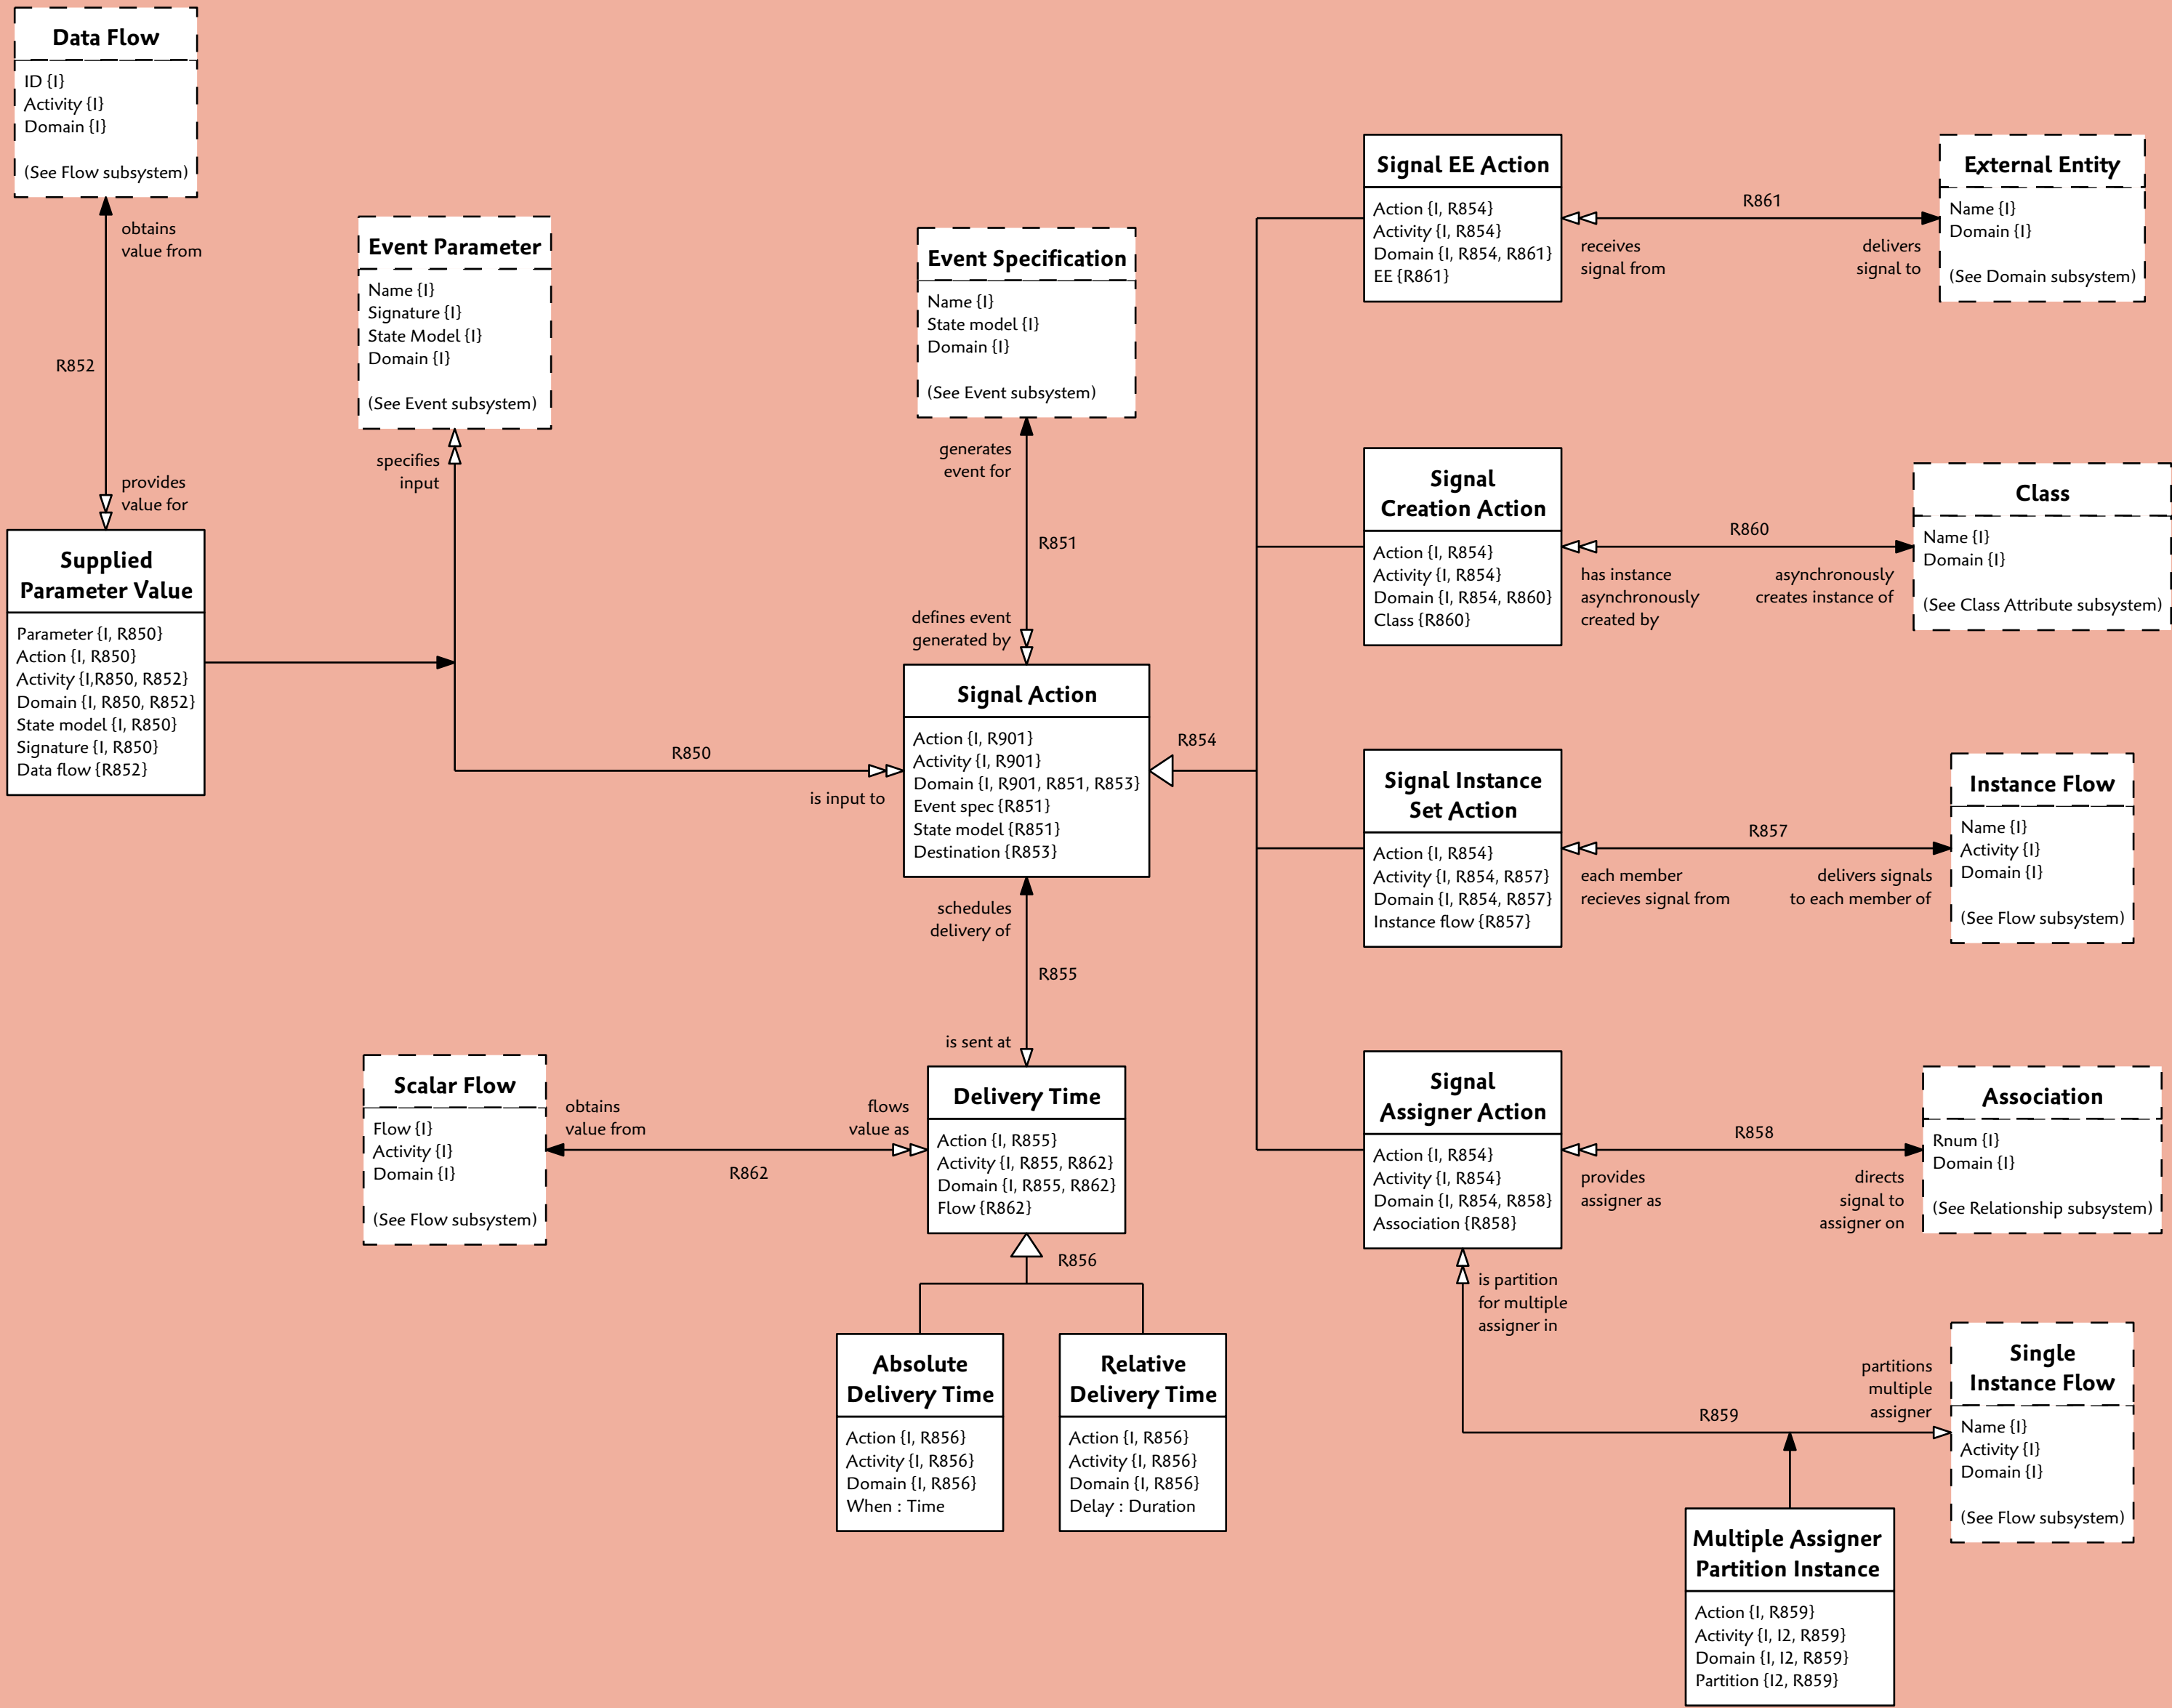 Data Flow
ID {I}
Activity {I}
Domain {I}
(See Flow subsystem)
obtains
value from
R852
provides
value for
Supplied
Parameter Value
Parameter {I, R850}
Action {I, R850}
Activity {I,R850, R852}
Domain {I, R850, R852}
State model {I, R850}
Signature {I, R850}
Data flow {R852}
Event Parameter
Name {I}
Signature {I}
State Model {I}
Domain {I}
(See Event subsystem)
specifies
input
R850
is input to
Event Specification
Name {I}
State model {I}
Domain {I}
(See Event subsystem)
generates
event for
R851
defines event
generated by
Signal Action
Action {I, R901}
Activity {I, R901}
Domain {I, R901, R851, R853}
Event spec {R851}
State model {R851}
Destination {R853}
R854
schedules
delivery of
R855
is sent at
Scalar Flow
Flow {I}
Activity {I}
Domain {I}
(See Flow subsystem)
obtains
value from
flows
value as
R862
Delivery Time
Action {I, R855}
Activity {I, R855, R862}
Domain {I, R855, R862}
Flow {R862}
R856
Absolute
Delivery Time
Action {I, R856}
Activity {I, R856}
Domain {I, R856}
When : Time
Relative
Delivery Time
Action {I, R856}
Activity {I, R856}
Domain {I, R856}
Delay : Duration
Signal EE Action
Action {I, R854}
Activity {I, R854}
Domain {I, R854, R861}
EE {R861}
R861
receives
signal from
delivers
signal to
External Entity
Name {I}
Domain {I}
(See Domain subsystem)
Signal
Creation Action
Action {I, R854}
Activity {I, R854}
Domain {I, R854, R860}
Class {R860}
R860
has instance
asynchronously
created by
asynchronously
creates instance of
Class
Name {I}
Domain {I}
(See Class Attribute subsystem)
Signal Instance
Set Action
Action {I, R854}
Activity {I, R854, R857}
Domain {I, R854, R857}
Instance flow {R857}
R857
each member
recieves signal from
delivers signals
to each member of
Instance Flow
Name {I}
Activity {I}
Domain {I}
(See Flow subsystem)
Signal
Assigner Action
Action {I, R854}
Activity {I, R854}
Domain {I, R854, R858}
Association {R858}
R858
provides
assigner as
directs
signal to
assigner on
Association
Rnum {I}
Domain {I}
(See Relationship subsystem)
is partition
for multiple
assigner in
R859
partitions
multiple
assigner
Single
Instance Flow
Name {I}
Activity {I}
Domain {I}
(See Flow subsystem)
Multiple Assigner
Partition Instance
Action {I, R859}
Activity {I, I2, R859}
Domain {I, I2, R859}
Partition {I2, R859}